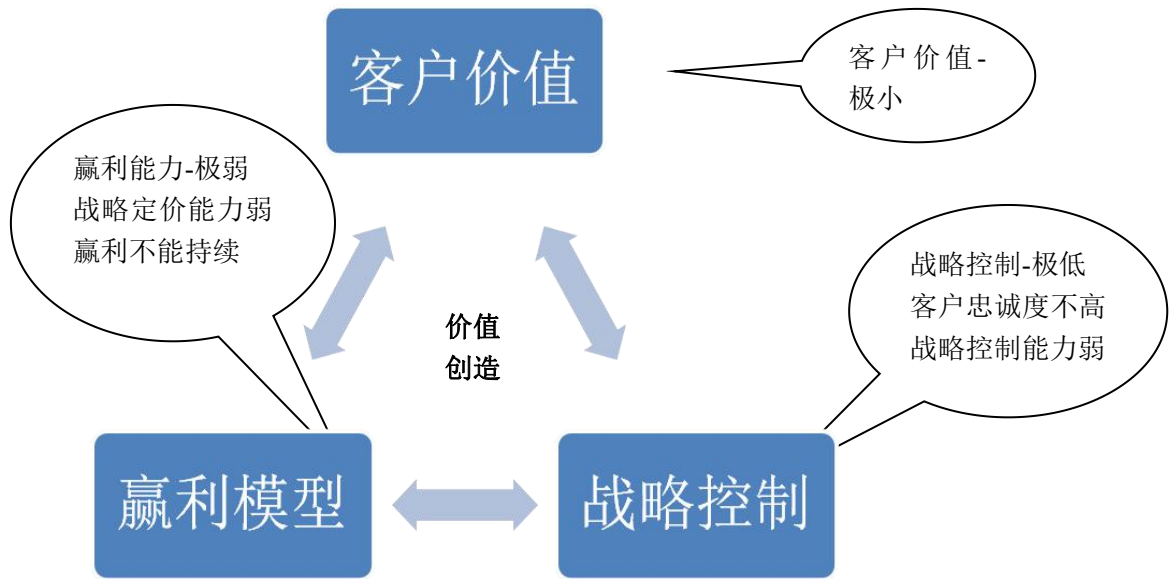 客户价值
客户价值-
极小
赢利能力-极弱
战略定价能力弱
赢利不能持续
战略控制-极低
客户忠诚度不高
战略控制能力弱
价值
创造
赢利模型
战略控制